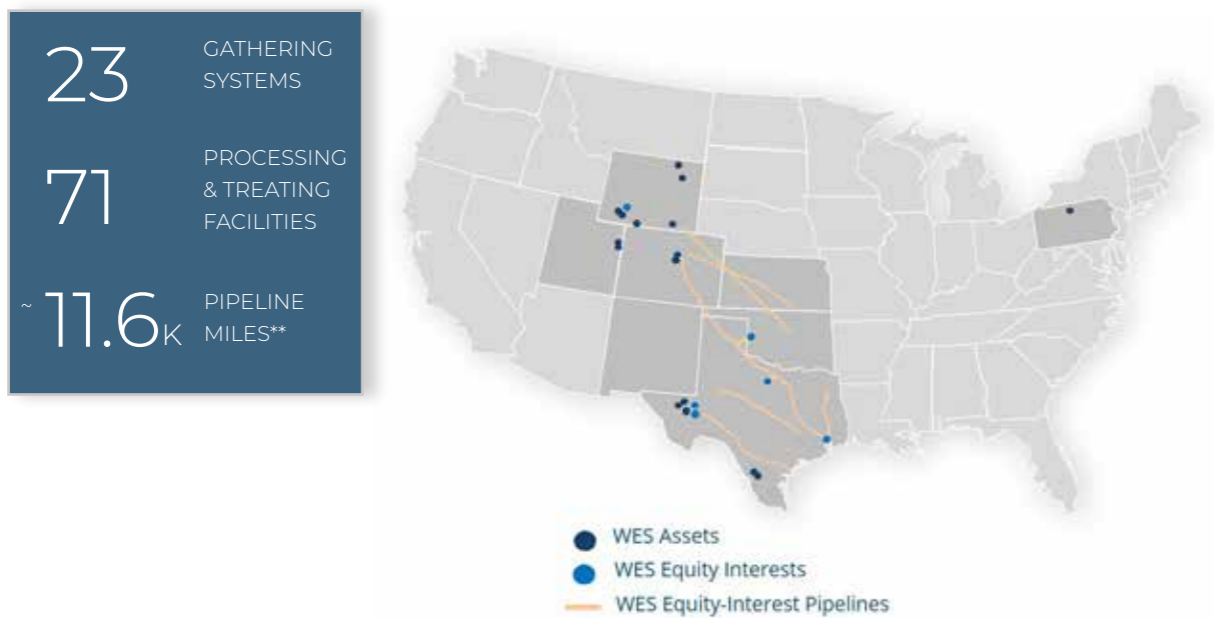 23
GATHERING
SYSTEMS
71
PROCESSING
& TREATING
FACILITIES
~ 11.6K
PIPELINE
MILES**
WES Assets
WES Equity Interests
WES Equity-Interest Pipelines